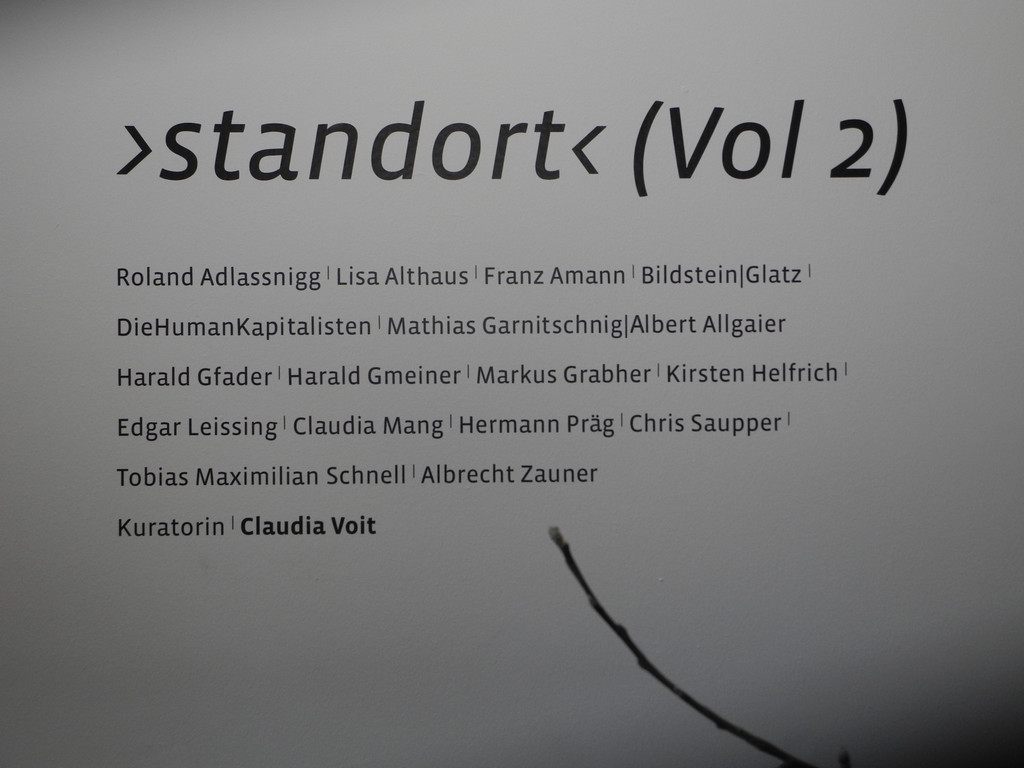 ›standort‹ (Vol 2)
Roland Adlassnigg | Lisa Althaus | Franz Amann | Bildstein|Glatz |
DieHumanKapitalisten | Mathias Garnitschnig|Albert Allgaier
Harald Gfader | Harald Gmeiner | Markus Grabher | Kirsten Helfrich |
Edgar Leissing | Claudia Mang | Hermann Präg | Chris Saupper |
Tobias Maximilian Schnell | Albrecht Zauner
Kuratorin | Claudia Voit